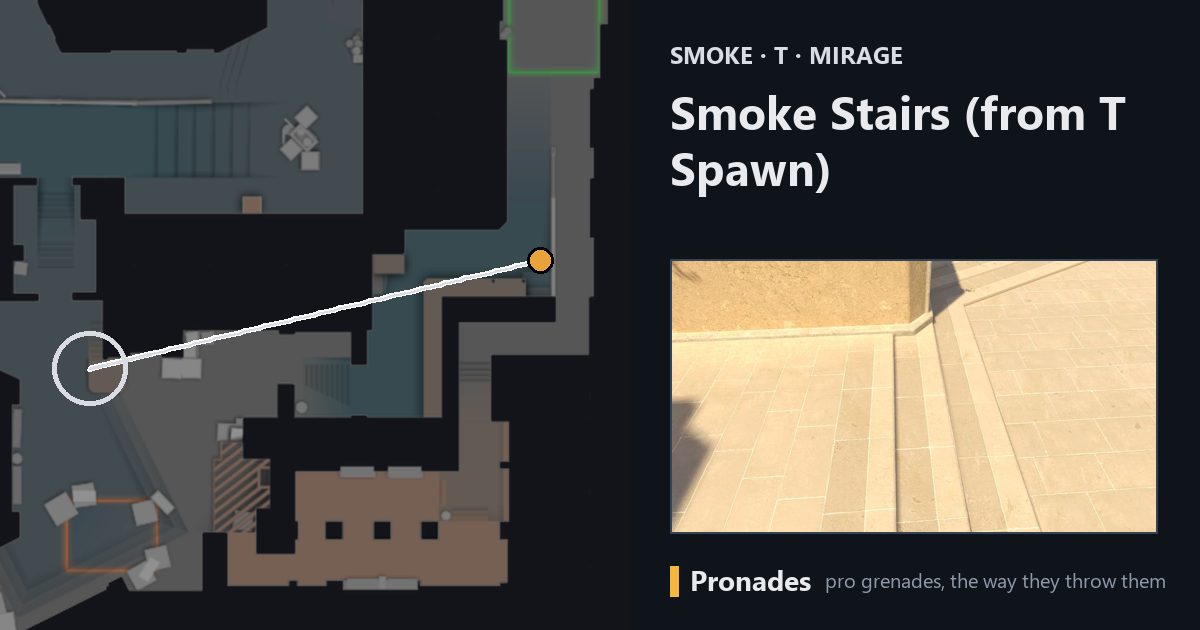 SMOKE · T · MIRAGE
Smoke Stairs (from T
Spawn)
Pronades pro grenades, the way they throw them